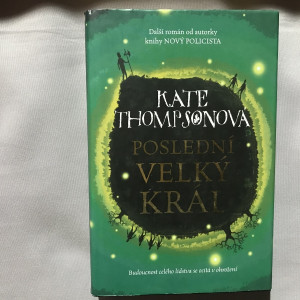 Další román od autorky
knihy NOVÝ POLICISTA
KATE
THOMPSONOVÁ
POSLEDNÍ
VELKÝ
KRÁL
Budoucnost celého lidstva se ocitá v ohrožení